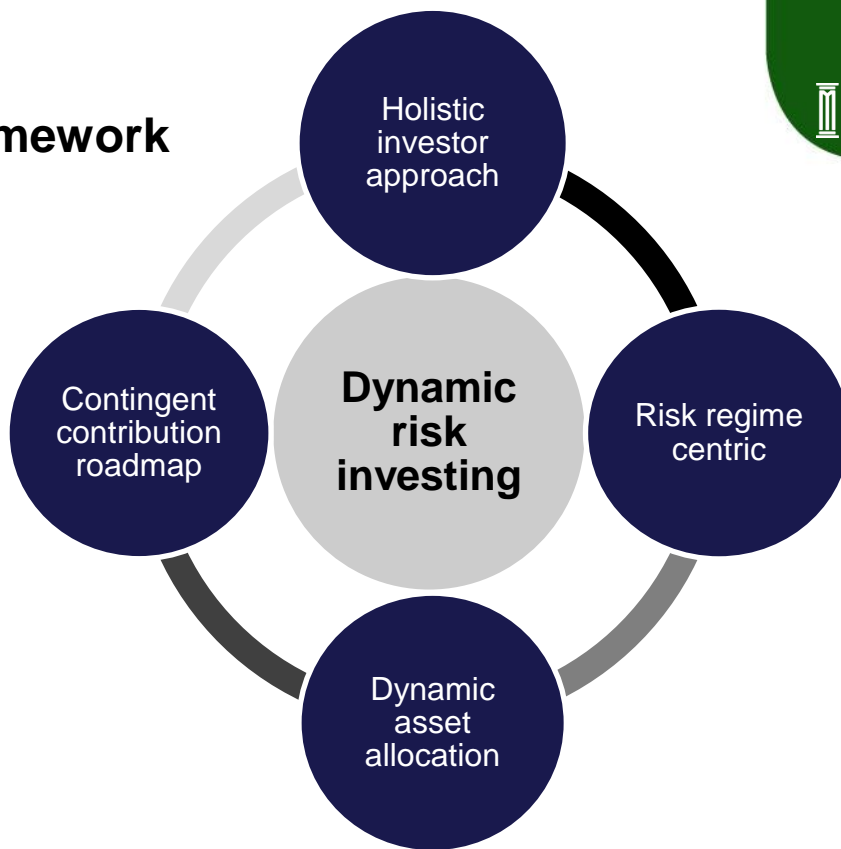 mework
Holistic
investor
approach
Contingent
contribution
roadmap
Dynamic
risk
investing
Risk regime
centric
Dynamic
asset
allocation